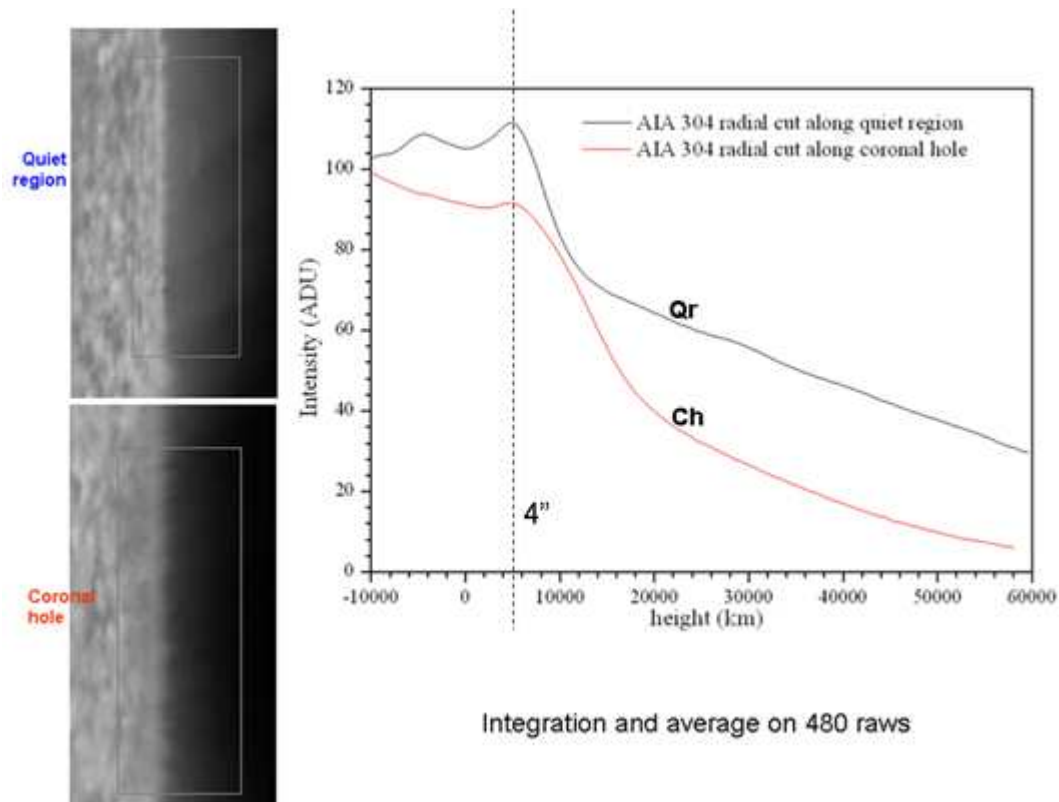 Quiet
region
Coronal
hole
120
100
80
60
40
20
0
Intensity (ADU)
AIA 304 radial cut along quiet region
AIA 304 radial cut along coronal hole
Qr
Ch
4”
-10000 0 10000 20000 30000 40000 50000 60000
height (km)
Integration and average on 480 raws